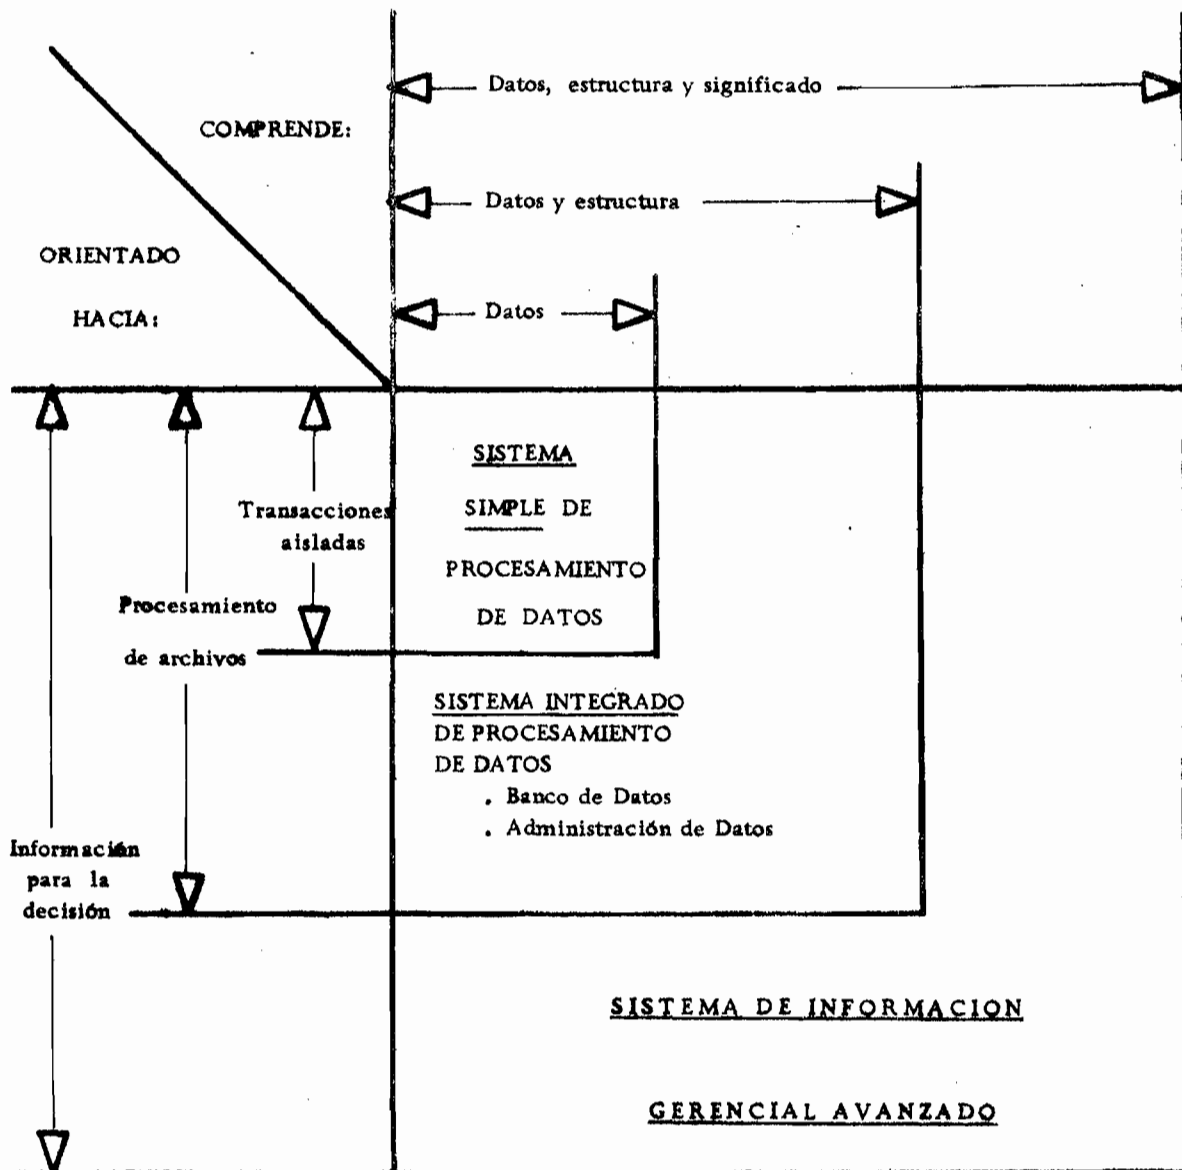 Datos, estructura y significado
COMPRENDE:
Datos y estructura
ORIENTADO
HACIA:
Datos
SISTEMA
SIMPLE DE
PROCESAMIENTO
DE DATOS
Transacciones
aisladas
Procesamiento
de archivos
SISTEMA INTEGRADO
DE PROCESAMIENTO
DE DATOS
. Banco de Datos
. Administración de Datos
Información
para la
decisión
SISTEMA DE INFORMACION
GERENCIAL AVANZADO